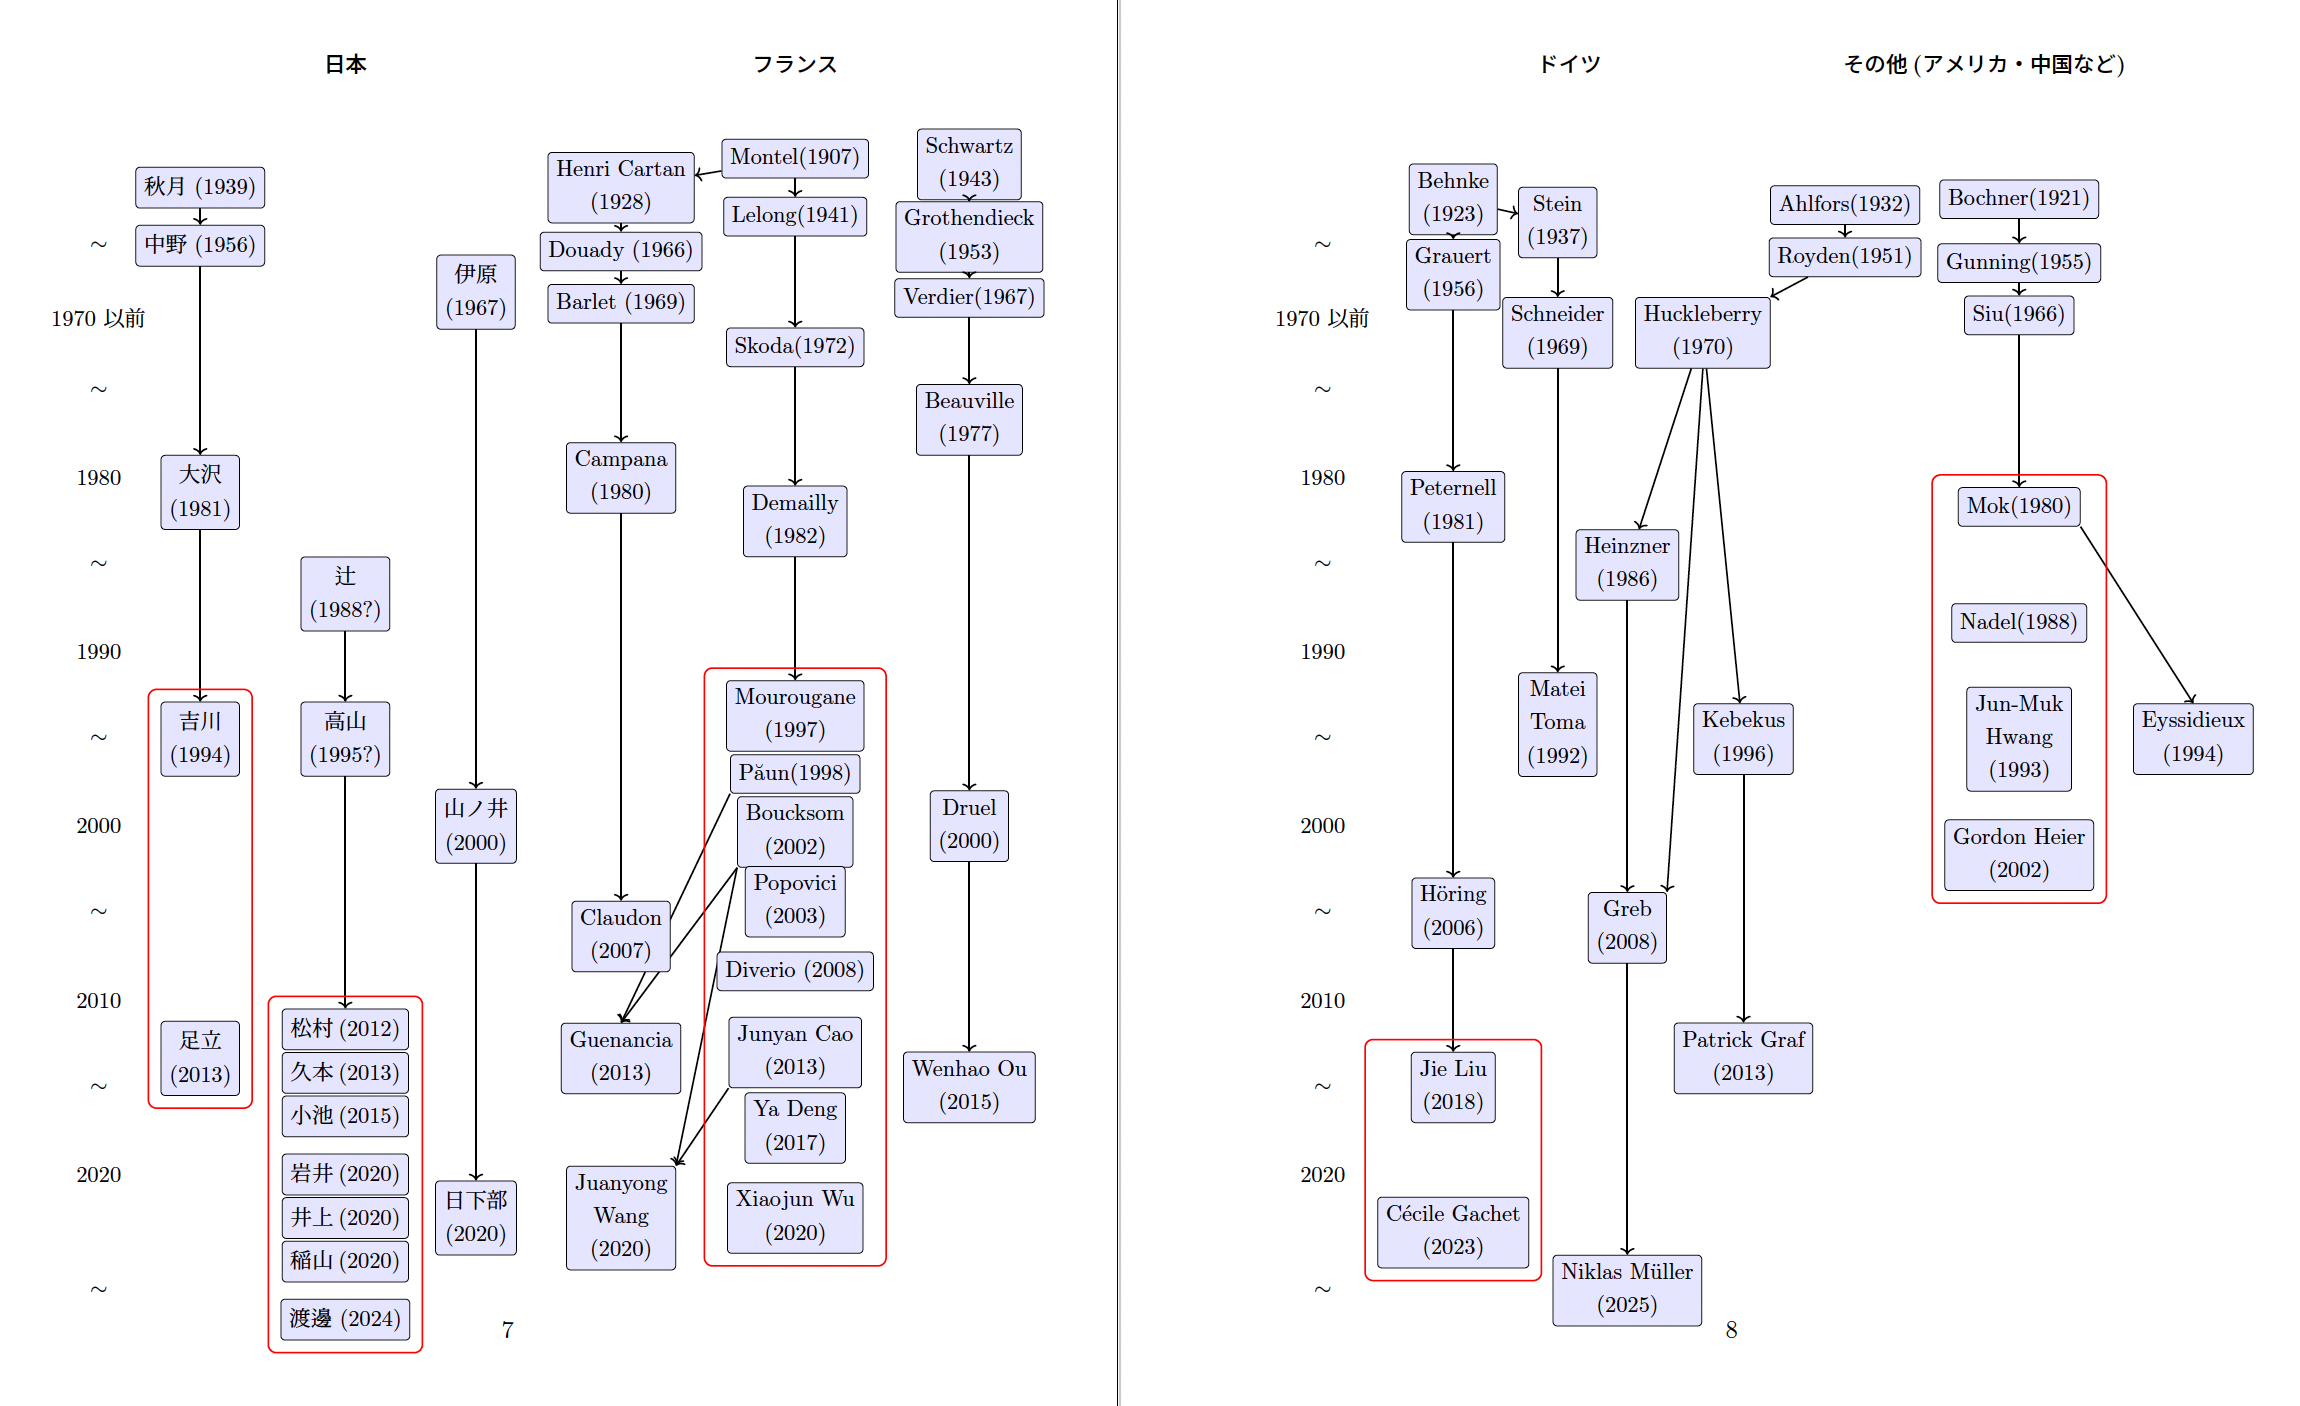 日本
フランス
秋月 (1939)
中野 (1956)
~
1970 以前
~
1980
~
1990
~
2000
~
2010
~
2020
~
大沢
(1981)
吉川
(1994)
足立
(2013)
辻
(1988?)
高山
(1995?)
松村 (2012)
久本 (2013)
小池 (2015)
岩井 (2020)
井上 (2020)
稲山 (2020)
渡邊 (2024)
伊原
(1967)
山ノ井
(2000)
日下部
(2020)
Henri Cartan
(1928)
Douady (1966)
Barlet (1969)
Campana
(1980)
Claudon
(2007)
Guenancia
(2013)
Juanyong
Wang
(2020)
Montel(1907)
Lelong(1941)
Skoda(1972)
Demailly
(1982)
Mourougane
(1997)
Păun(1998)
Boucksom
(2002)
Popovici
(2003)
Diverio (2008)
Junyan Cao
(2013)
Ya Deng
(2017)
Xiaojun Wu
(2020)
Schwartz
(1943)
Grothendieck
(1953)
Verdier(1967)
Beauville
(1977)
Druel
(2000)
Wenhao Ou
(2015)
7
ドイツ
その他 (アメリカ・中国など)
~
1970 以前
~
1980
~
1990
~
2000
~
2010
~
2020
~
Behnke
(1923)
Grauert
(1956)
Peternell
(1981)
Höring
(2006)
Jie Liu
(2018)
Cécile Gachet
(2023)
Stein
(1937)
Schneider
(1969)
Matei
Toma
(1992)
Huckleberry
(1970)
Heinzner
(1986)
Greb
(2008)
Niklas Müller
(2025)
Kebekus
(1996)
Patrick Graf
(2013)
Ahlfors(1932)
Royden(1951)
Bochner(1921)
Gunning(1955)
Siu(1966)
Mok(1980)
Nadel(1988)
Jun-Muk
Hwang
(1993)
Gordon Heier
(2002)
Eyssidieux
(1994)
8